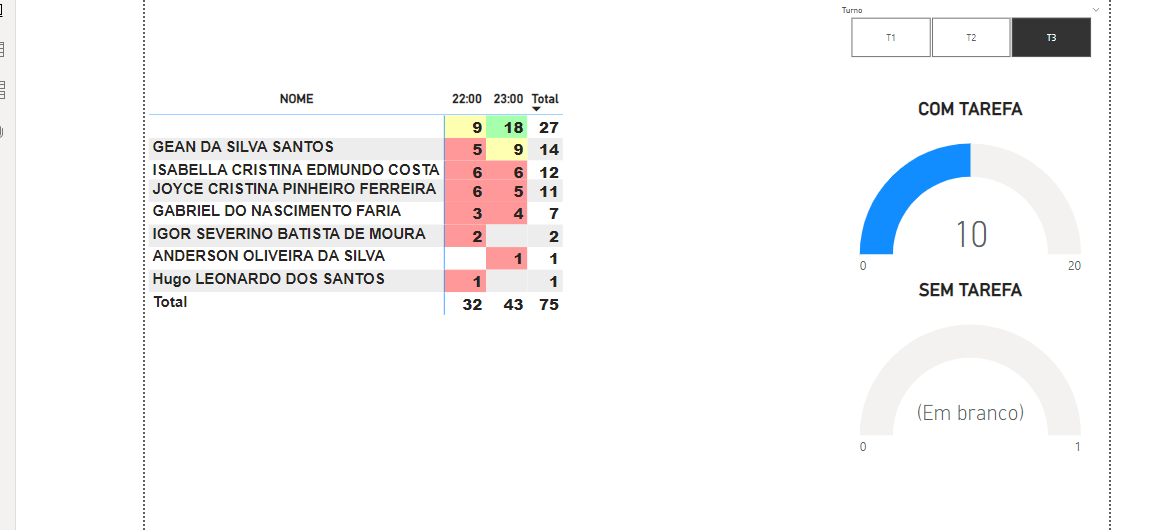 Turno
T1 T2 T3
NOME 22:00 23:00 Total
9 18 27
GEAN DA SILVA SANTOS 5 9 14
ISABELLA CRISTINA EDMUNDO COSTA 6 6 12
JOYCE CRISTINA PINHEIRO FERREIRA 6 5 11
GABRIEL DO NASCIMENTO FARIA 3 4 7
IGOR SEVERINO BATISTA DE MOURA 2 2
ANDERSON OLIVEIRA DA SILVA 1 1
Hugo LEONARDO DOS SANTOS 1 1
Total 32 43 75
COM TAREFA
10
0 20
SEM TAREFA
(Em branco)
0 1